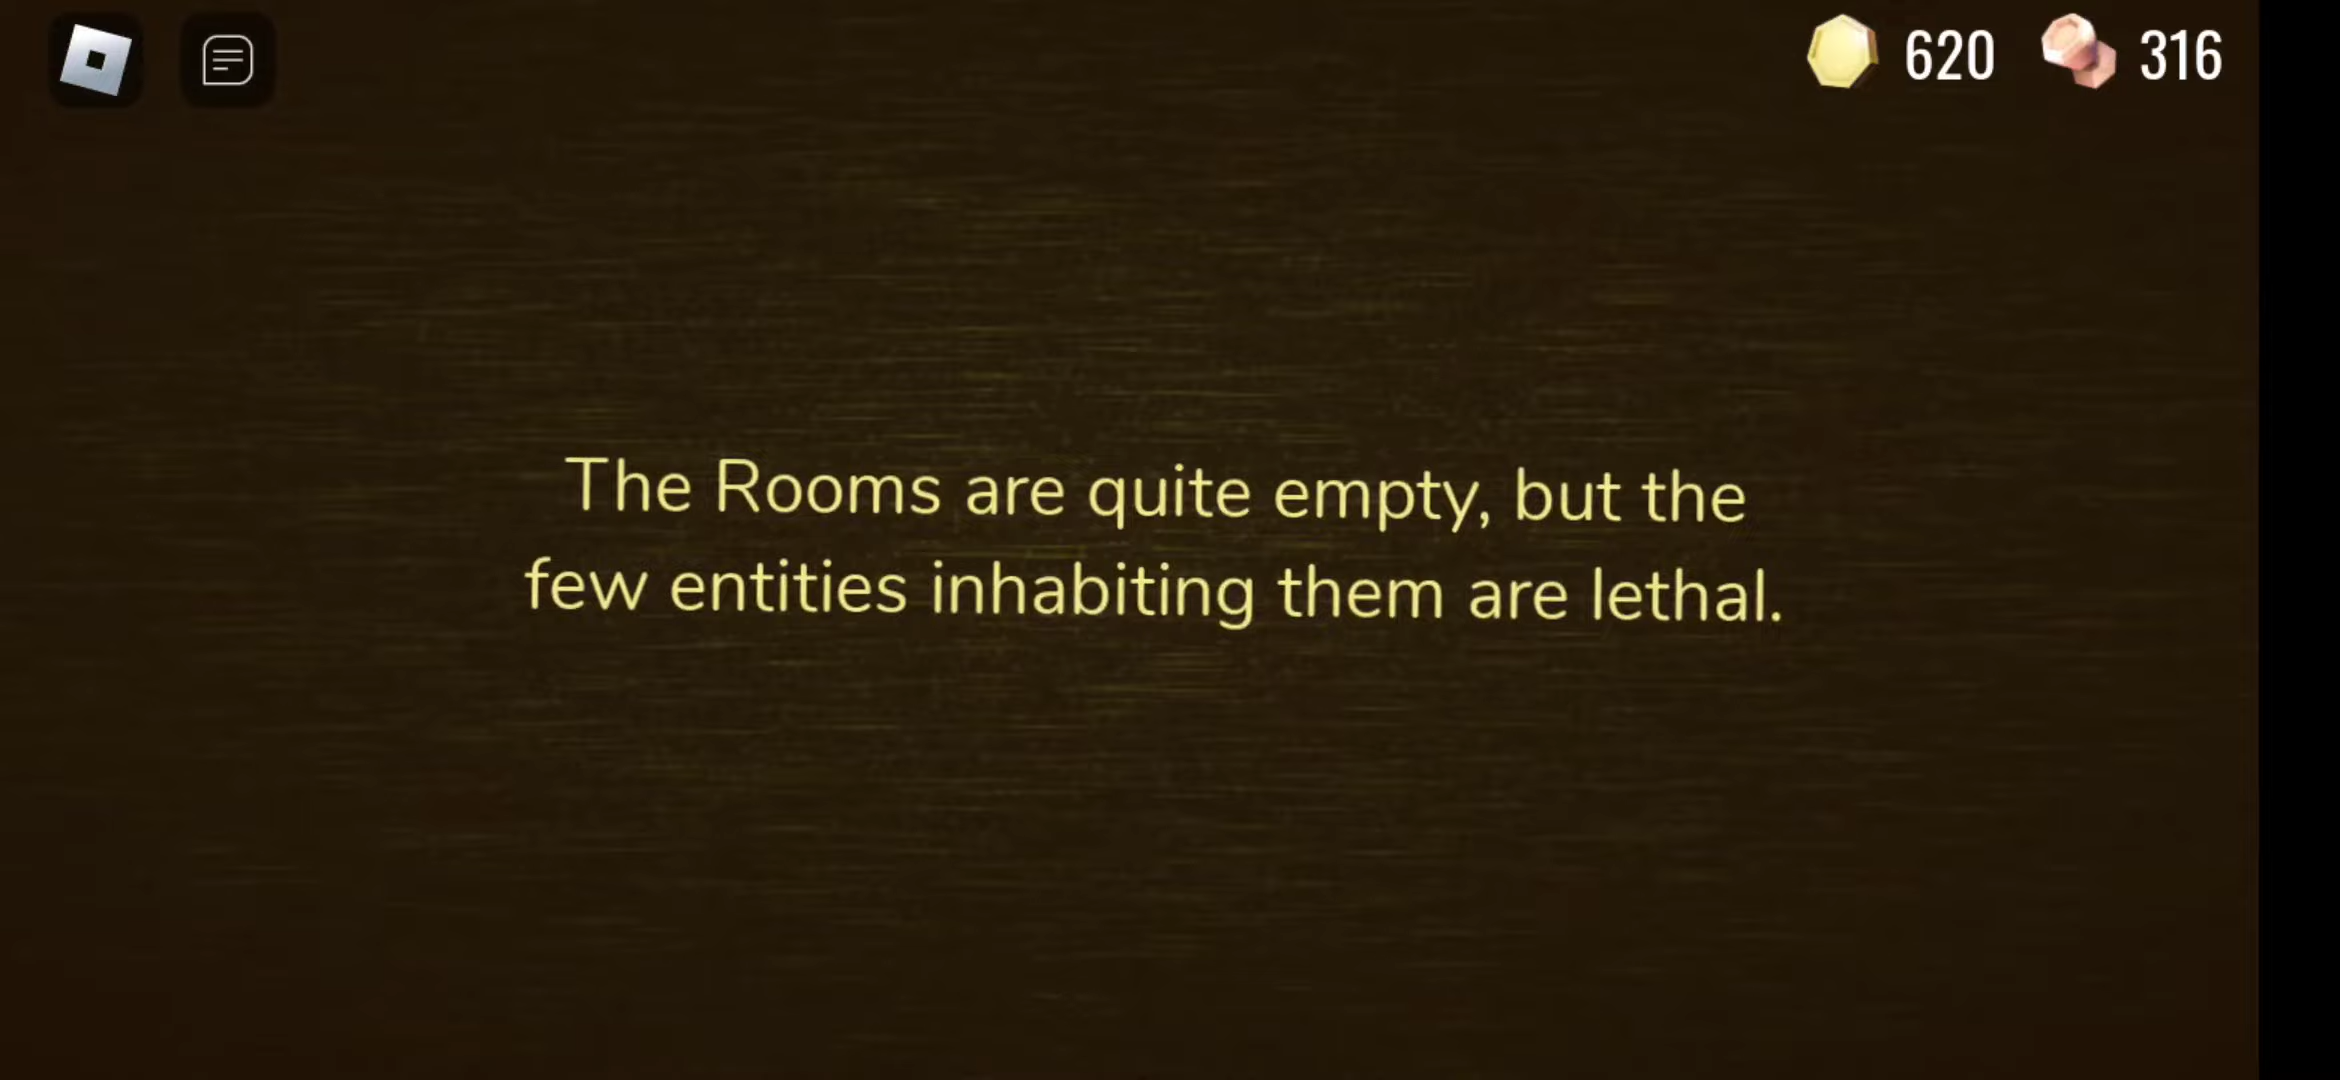 620 316
The Rooms are quite empty, but the
few entities inhabiting them are lethal.